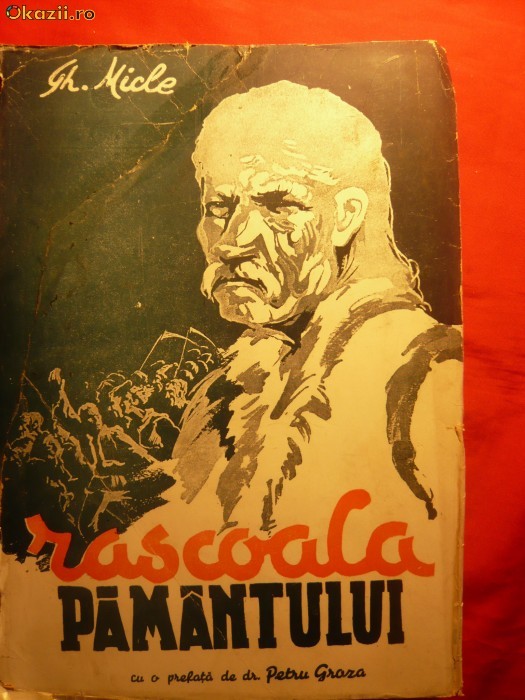 Okazii.ro
Gh. Micle
rascoala
PĂMÂNTULUI
cu o prefață de dr. Petru Groza